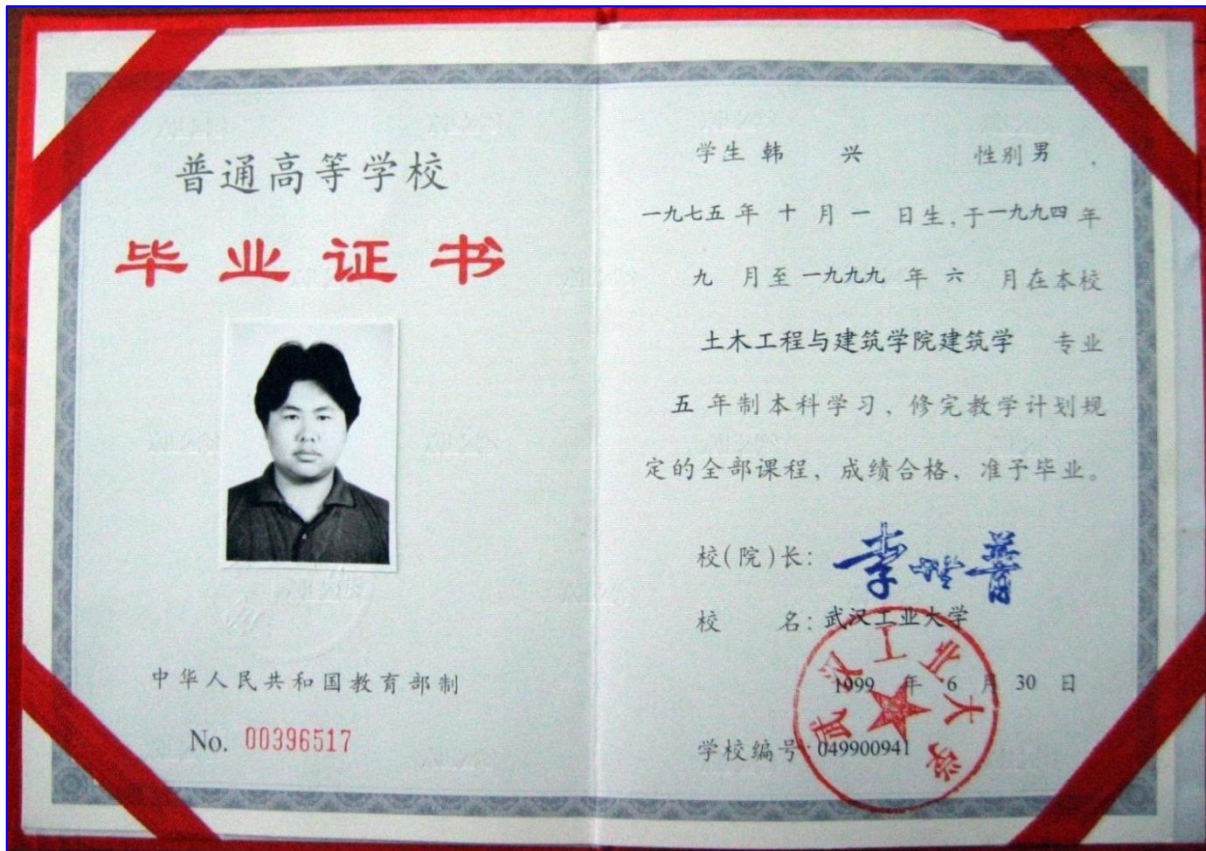 普通高等学校
毕业证书
中华人民共和国教育部制
No. 00396517
学生 韩 兴 性别 男 ,
一九七五 年 十 月 一 日生,于 一九九四 年
九 月至 一九九九 年 六 月在本校
土木工程与建筑学院建筑学 专业
五 年制本科学习, 修完教学计划规
定的全部课程, 成绩合格, 准予毕业。
校(院)长:
校 名: 武汉工业大学
1999 年 6 月 30 日
学校编号: 049900941
武汉工业大学